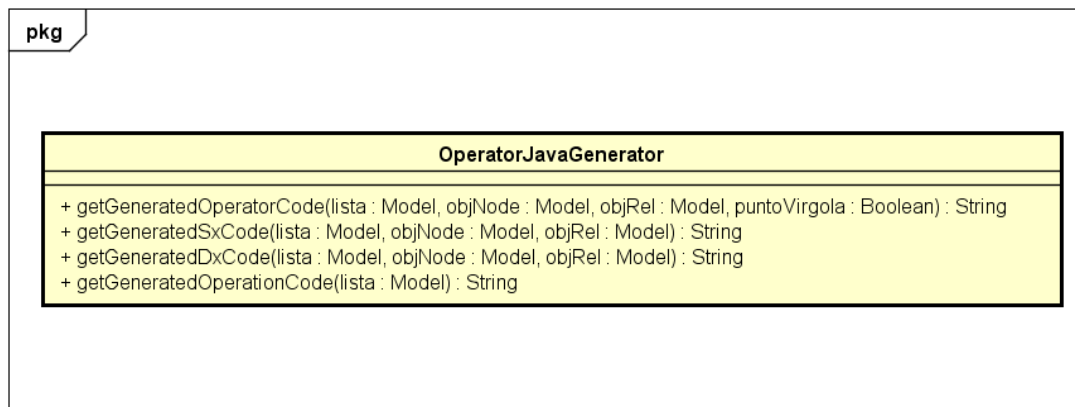 pkg
OperatorJavaGenerator
+ getGeneratedOperatorCode(lista : Model, objNode : Model, objRel : Model, puntoVirgola : Boolean) : String
+ getGeneratedSxCode(lista : Model, objNode : Model, objRel : Model) : String
+ getGeneratedDxCode(lista : Model, objNode : Model, objRel : Model) : String
+ getGeneratedOperationCode(lista : Model) : String